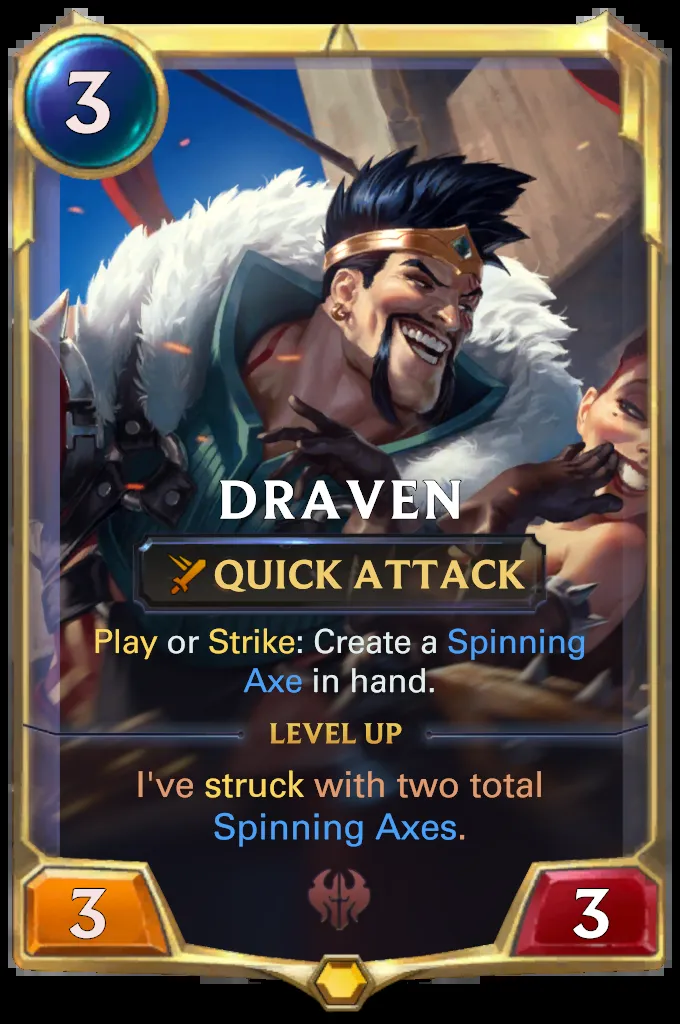 3
DRAVEN
QUICK ATTACK
Play or Strike: Create a Spinning
Axe in hand.
LEVEL UP
I've struck with two total
Spinning Axes.
3
3